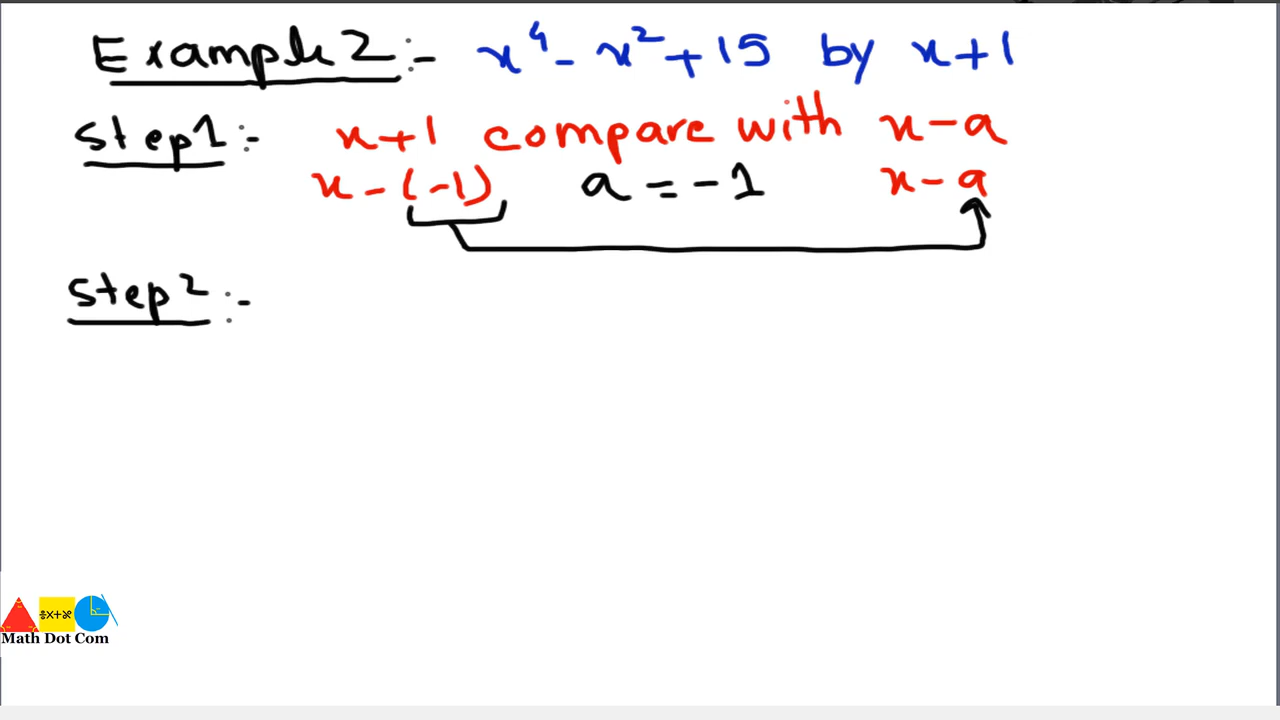 Example 2 :- x⁴ - x² + 15 by x + 1
Step 1 :- x + 1 compare with x - a
x - (-1) a = -1 x - a
Step 2 :-
÷x+
Math Dot Com